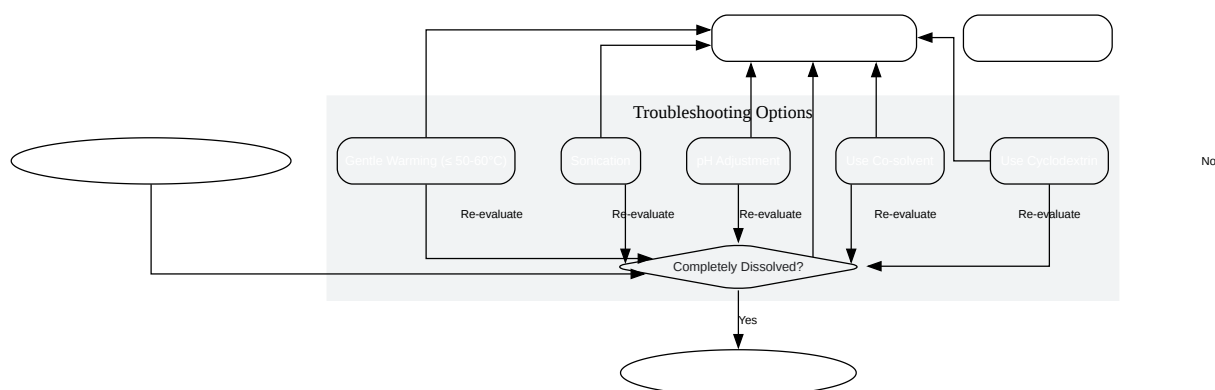 Troubleshooting Options
Gentle Warming (≤ 50-60°C)
Sonication
pH Adjustment
Use Co-solvent
Use Cyclodextrin
No
Re-evaluate
Re-evaluate
Re-evaluate
Re-evaluate
Re-evaluate
Completely Dissolved?
Yes